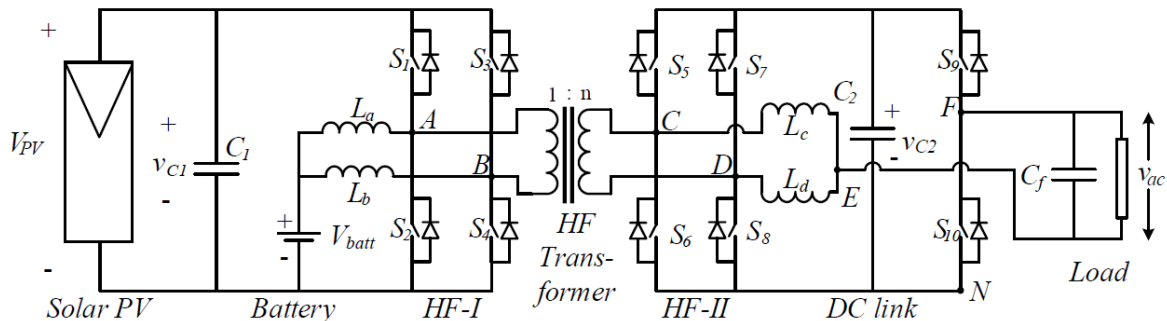 +
V_PV
-
Solar PV
+
v_C1
-
C_1
L_a
L_b
+
V_batt
-
Battery
S_1
S_3
A
B
S_2
S_4
HF-I
1 : n
HF
Trans-
former
S_5
S_7
C
D
S_6
S_8
HF-II
L_c
L_d
E
C_2
+
v_C2
-
DC link
S_9
F
S_10
N
C_f
v_ac
Load